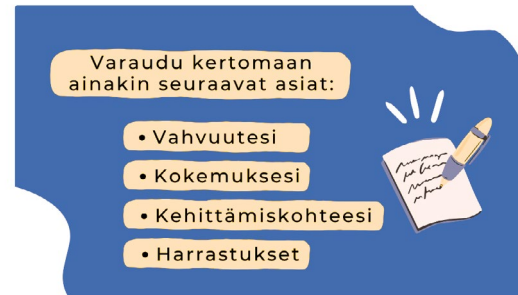 Varaudu kertomaan
ainakin seuraavat asiat:
• Vahvuutesi
• Kokemuksesi
• Kehittämiskohteesi
• Harrastukset